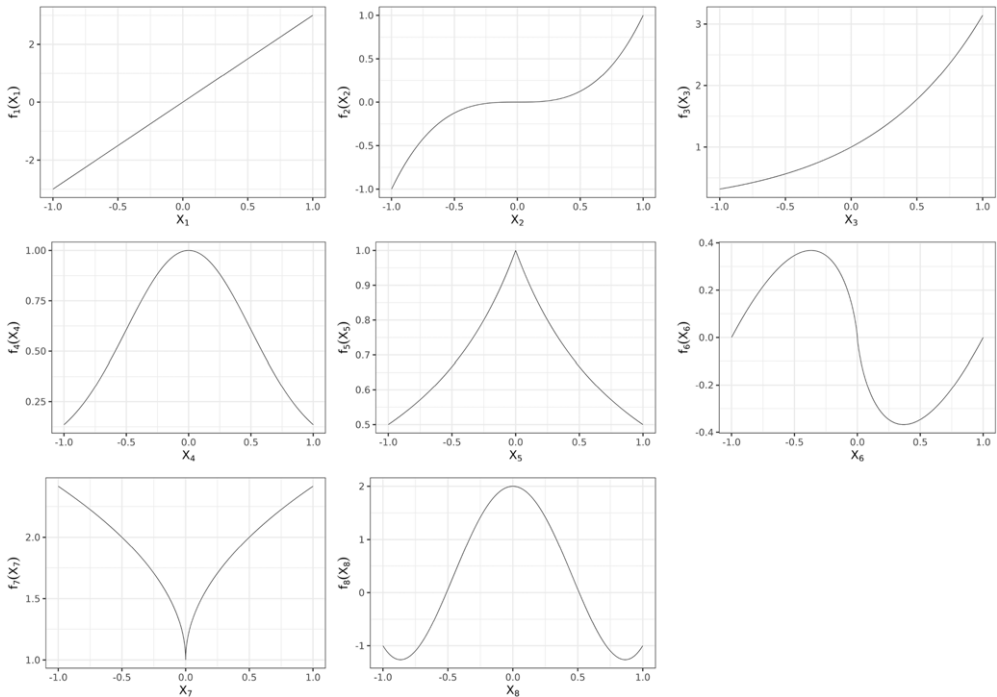 f₁(X₁)
2
0
-2
-1.0 -0.5 0.0 0.5 1.0
X₁
f₂(X₂)
1.0
0.5
0.0
-0.5
-1.0
-1.0 -0.5 0.0 0.5 1.0
X₂
f₃(X₃)
3
2
1
-1.0 -0.5 0.0 0.5 1.0
X₃
f₄(X₄)
1.00
0.75
0.50
0.25
-1.0 -0.5 0.0 0.5 1.0
X₄
f₅(X₅)
1.0
0.9
0.8
0.7
0.6
0.5
-1.0 -0.5 0.0 0.5 1.0
X₅
f₆(X₆)
0.4
0.2
0.0
-0.2
-0.4
-1.0 -0.5 0.0 0.5 1.0
X₆
f₇(X₇)
2.0
1.5
1.0
-1.0 -0.5 0.0 0.5 1.0
X₇
f₈(X₈)
2
1
0
-1
-1.0 -0.5 0.0 0.5 1.0
X₈